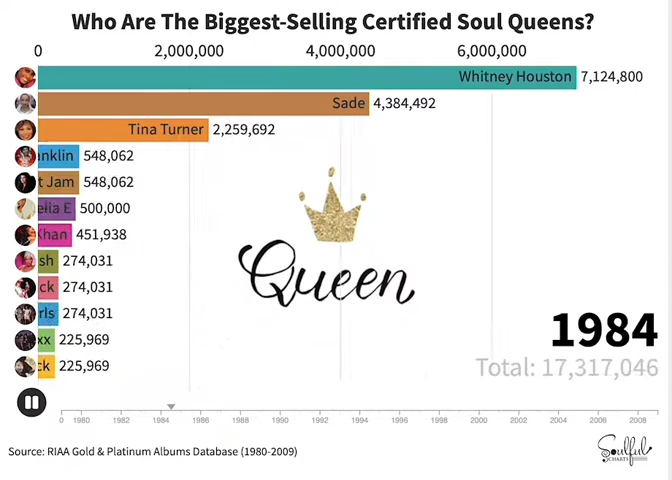 Who Are The Biggest-Selling Certified Soul Queens?
0 2,000,000 4,000,000 6,000,000
Whitney Houston 7,124,800
Sade 4,384,492
Tina Turner 2,259,692
anklin 548,062
t Jam 548,062
eila E 500,000
Khan 451,938
sh 274,031
ck 274,031
rls 274,031
xx 225,969
ck 225,969
Queen
1984
Total: 17,317,046
1980 1982 1984 1986 1988 1990 1992 1994 1996 1998 2000 2002 2004 2006 2008
Source: RIAA Gold & Platinum Albums Database (1980-2009)
Soulful
CHARTS